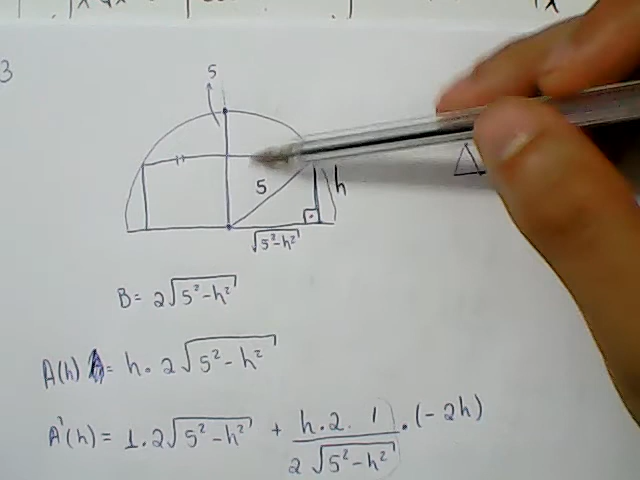 3
5
5
h
√(5²-h²)
B = 2√(5²-h²)
A(h) = h . 2√(5²-h²)
A'(h) = 1.2√(5²-h²) + h.2. 1 / 2√(5²-h²) . (-2h)